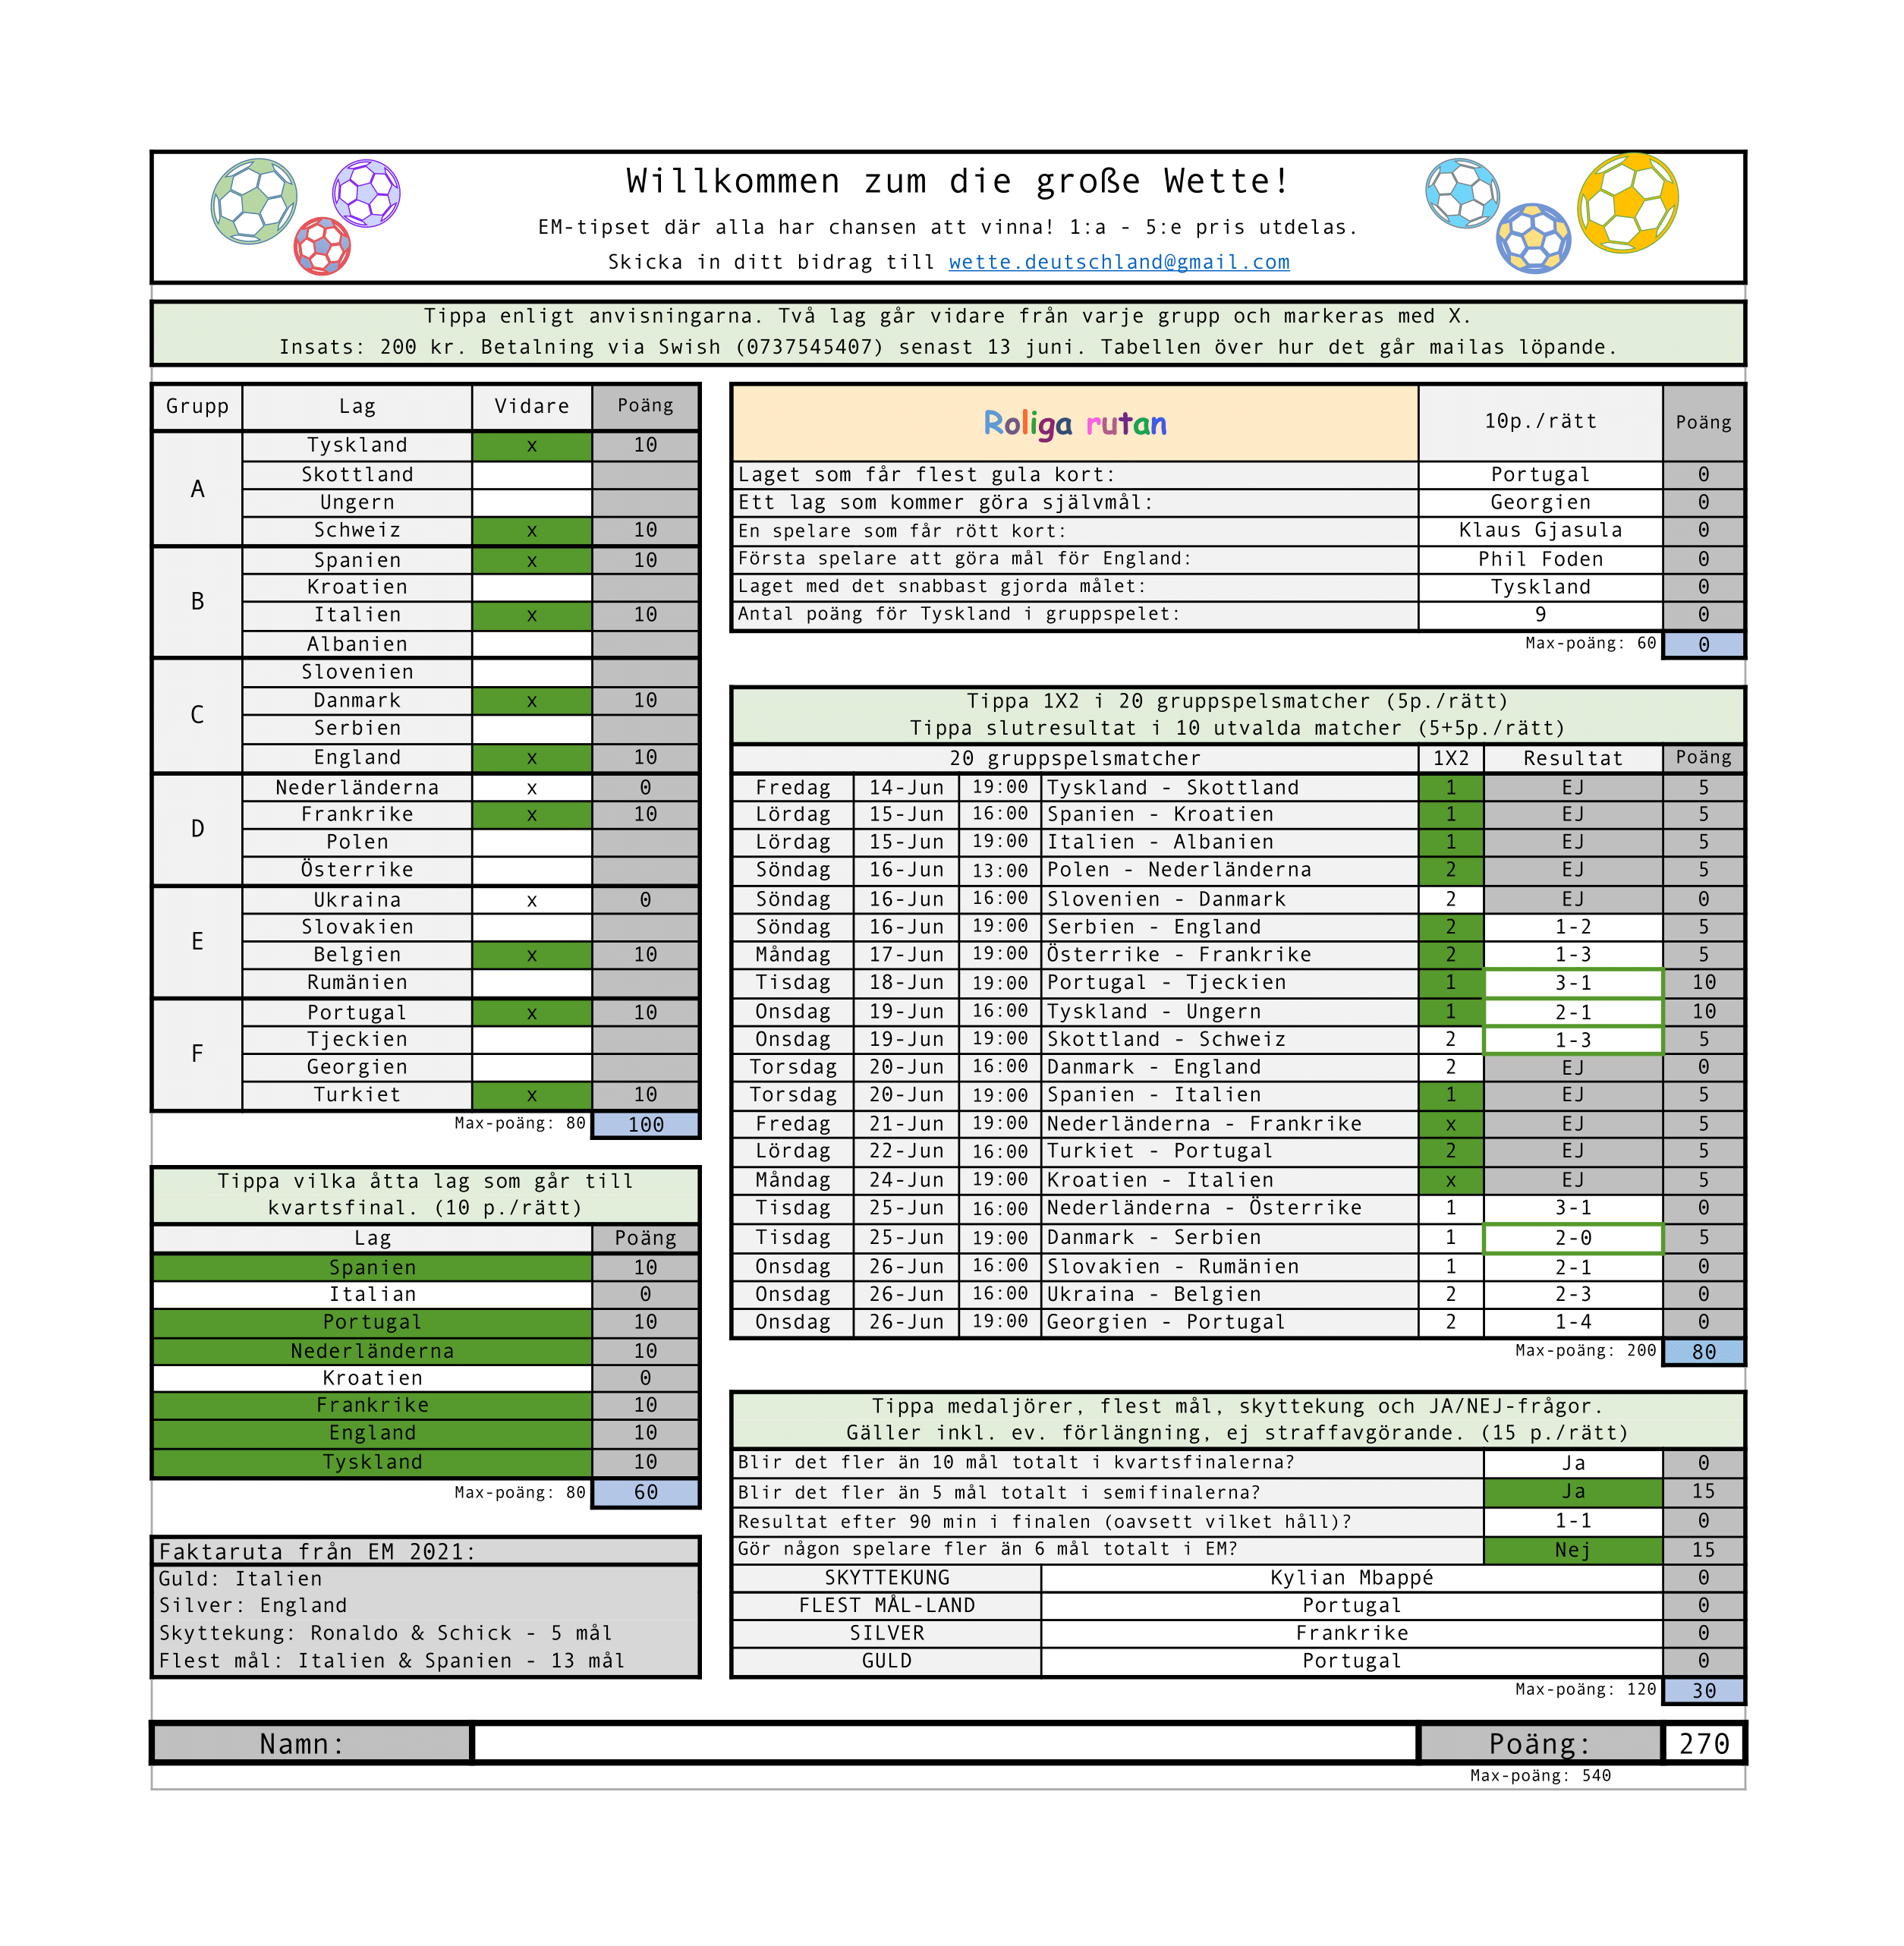 Willkommen zum die große Wette!
EM-tipset där alla har chansen att vinna! 1:a - 5:e pris utdelas.
Skicka in ditt bidrag till wette.deutschland@gmail.com
Tippa enligt anvisningarna. Två lag går vidare från varje grupp och markeras med X.
Insats: 200 kr. Betalning via Swish (0737545407) senast 13 juni. Tabellen över hur det går mailas löpande.
Grupp Lag Vidare Poäng
A
Tyskland x 10
Skottland
Ungern
Schweiz x 10
B
Spanien x 10
Kroatien
Italien x 10
Albanien
C
Slovenien
Danmark x 10
Serbien
England x 10
D
Nederländerna x 0
Frankrike x 10
Polen
Österrike
E
Ukraina x 0
Slovakien
Belgien x 10
Rumänien
F
Portugal x 10
Tjeckien
Georgien
Turkiet x 10
Max-poäng: 80 100
Tippa vilka åtta lag som går till
kvartsfinal. (10 p./rätt)
Lag Poäng
Spanien 10
Italian 0
Portugal 10
Nederländerna 10
Kroatien 0
Frankrike 10
England 10
Tyskland 10
Max-poäng: 80 60
Faktaruta från EM 2021:
Guld: Italien
Silver: England
Skyttekung: Ronaldo & Schick - 5 mål
Flest mål: Italien & Spanien - 13 mål
Roliga rutan 10p./rätt Poäng
Laget som får flest gula kort: Portugal 0
Ett lag som kommer göra självmål: Georgien 0
En spelare som får rött kort: Klaus Gjasula 0
Första spelare att göra mål för England: Phil Foden 0
Laget med det snabbast gjorda målet: Tyskland 0
Antal poäng för Tyskland i gruppspelet: 9 0
Max-poäng: 60 0
Tippa 1X2 i 20 gruppspelsmatcher (5p./rätt)
Tippa slutresultat i 10 utvalda matcher (5+5p./rätt)
20 gruppspelsmatcher 1X2 Resultat Poäng
Fredag 14-Jun 19:00 Tyskland - Skottland 1 EJ 5
Lördag 15-Jun 16:00 Spanien - Kroatien 1 EJ 5
Lördag 15-Jun 19:00 Italien - Albanien 1 EJ 5
Söndag 16-Jun 13:00 Polen - Nederländerna 2 EJ 5
Söndag 16-Jun 16:00 Slovenien - Danmark 2 EJ 0
Söndag 16-Jun 19:00 Serbien - England 2 1-2 5
Måndag 17-Jun 19:00 Österrike - Frankrike 2 1-3 5
Tisdag 18-Jun 19:00 Portugal - Tjeckien 1 3-1 10
Onsdag 19-Jun 16:00 Tyskland - Ungern 1 2-1 10
Onsdag 19-Jun 19:00 Skottland - Schweiz 2 1-3 5
Torsdag 20-Jun 16:00 Danmark - England 2 EJ 0
Torsdag 20-Jun 19:00 Spanien - Italien 1 EJ 5
Fredag 21-Jun 19:00 Nederländerna - Frankrike x EJ 5
Lördag 22-Jun 16:00 Turkiet - Portugal 2 EJ 5
Måndag 24-Jun 19:00 Kroatien - Italien x EJ 5
Tisdag 25-Jun 16:00 Nederländerna - Österrike 1 3-1 0
Tisdag 25-Jun 19:00 Danmark - Serbien 1 2-0 5
Onsdag 26-Jun 16:00 Slovakien - Rumänien 1 2-1 0
Onsdag 26-Jun 16:00 Ukraina - Belgien 2 2-3 0
Onsdag 26-Jun 19:00 Georgien - Portugal 2 1-4 0
Max-poäng: 200 80
Tippa medaljörer, flest mål, skyttekung och JA/NEJ-frågor.
Gäller inkl. ev. förlängning, ej straffavgörande. (15 p./rätt)
Blir det fler än 10 mål totalt i kvartsfinalerna? Ja 0
Blir det fler än 5 mål totalt i semifinalerna? Ja 15
Resultat efter 90 min i finalen (oavsett vilket håll)? 1-1 0
Gör någon spelare fler än 6 mål totalt i EM? Nej 15
SKYTTEKUNG Kylian Mbappé 0
FLEST MÅL-LAND Portugal 0
SILVER Frankrike 0
GULD Portugal 0
Max-poäng: 120 30
Namn: Poäng: 270
Max-poäng: 540